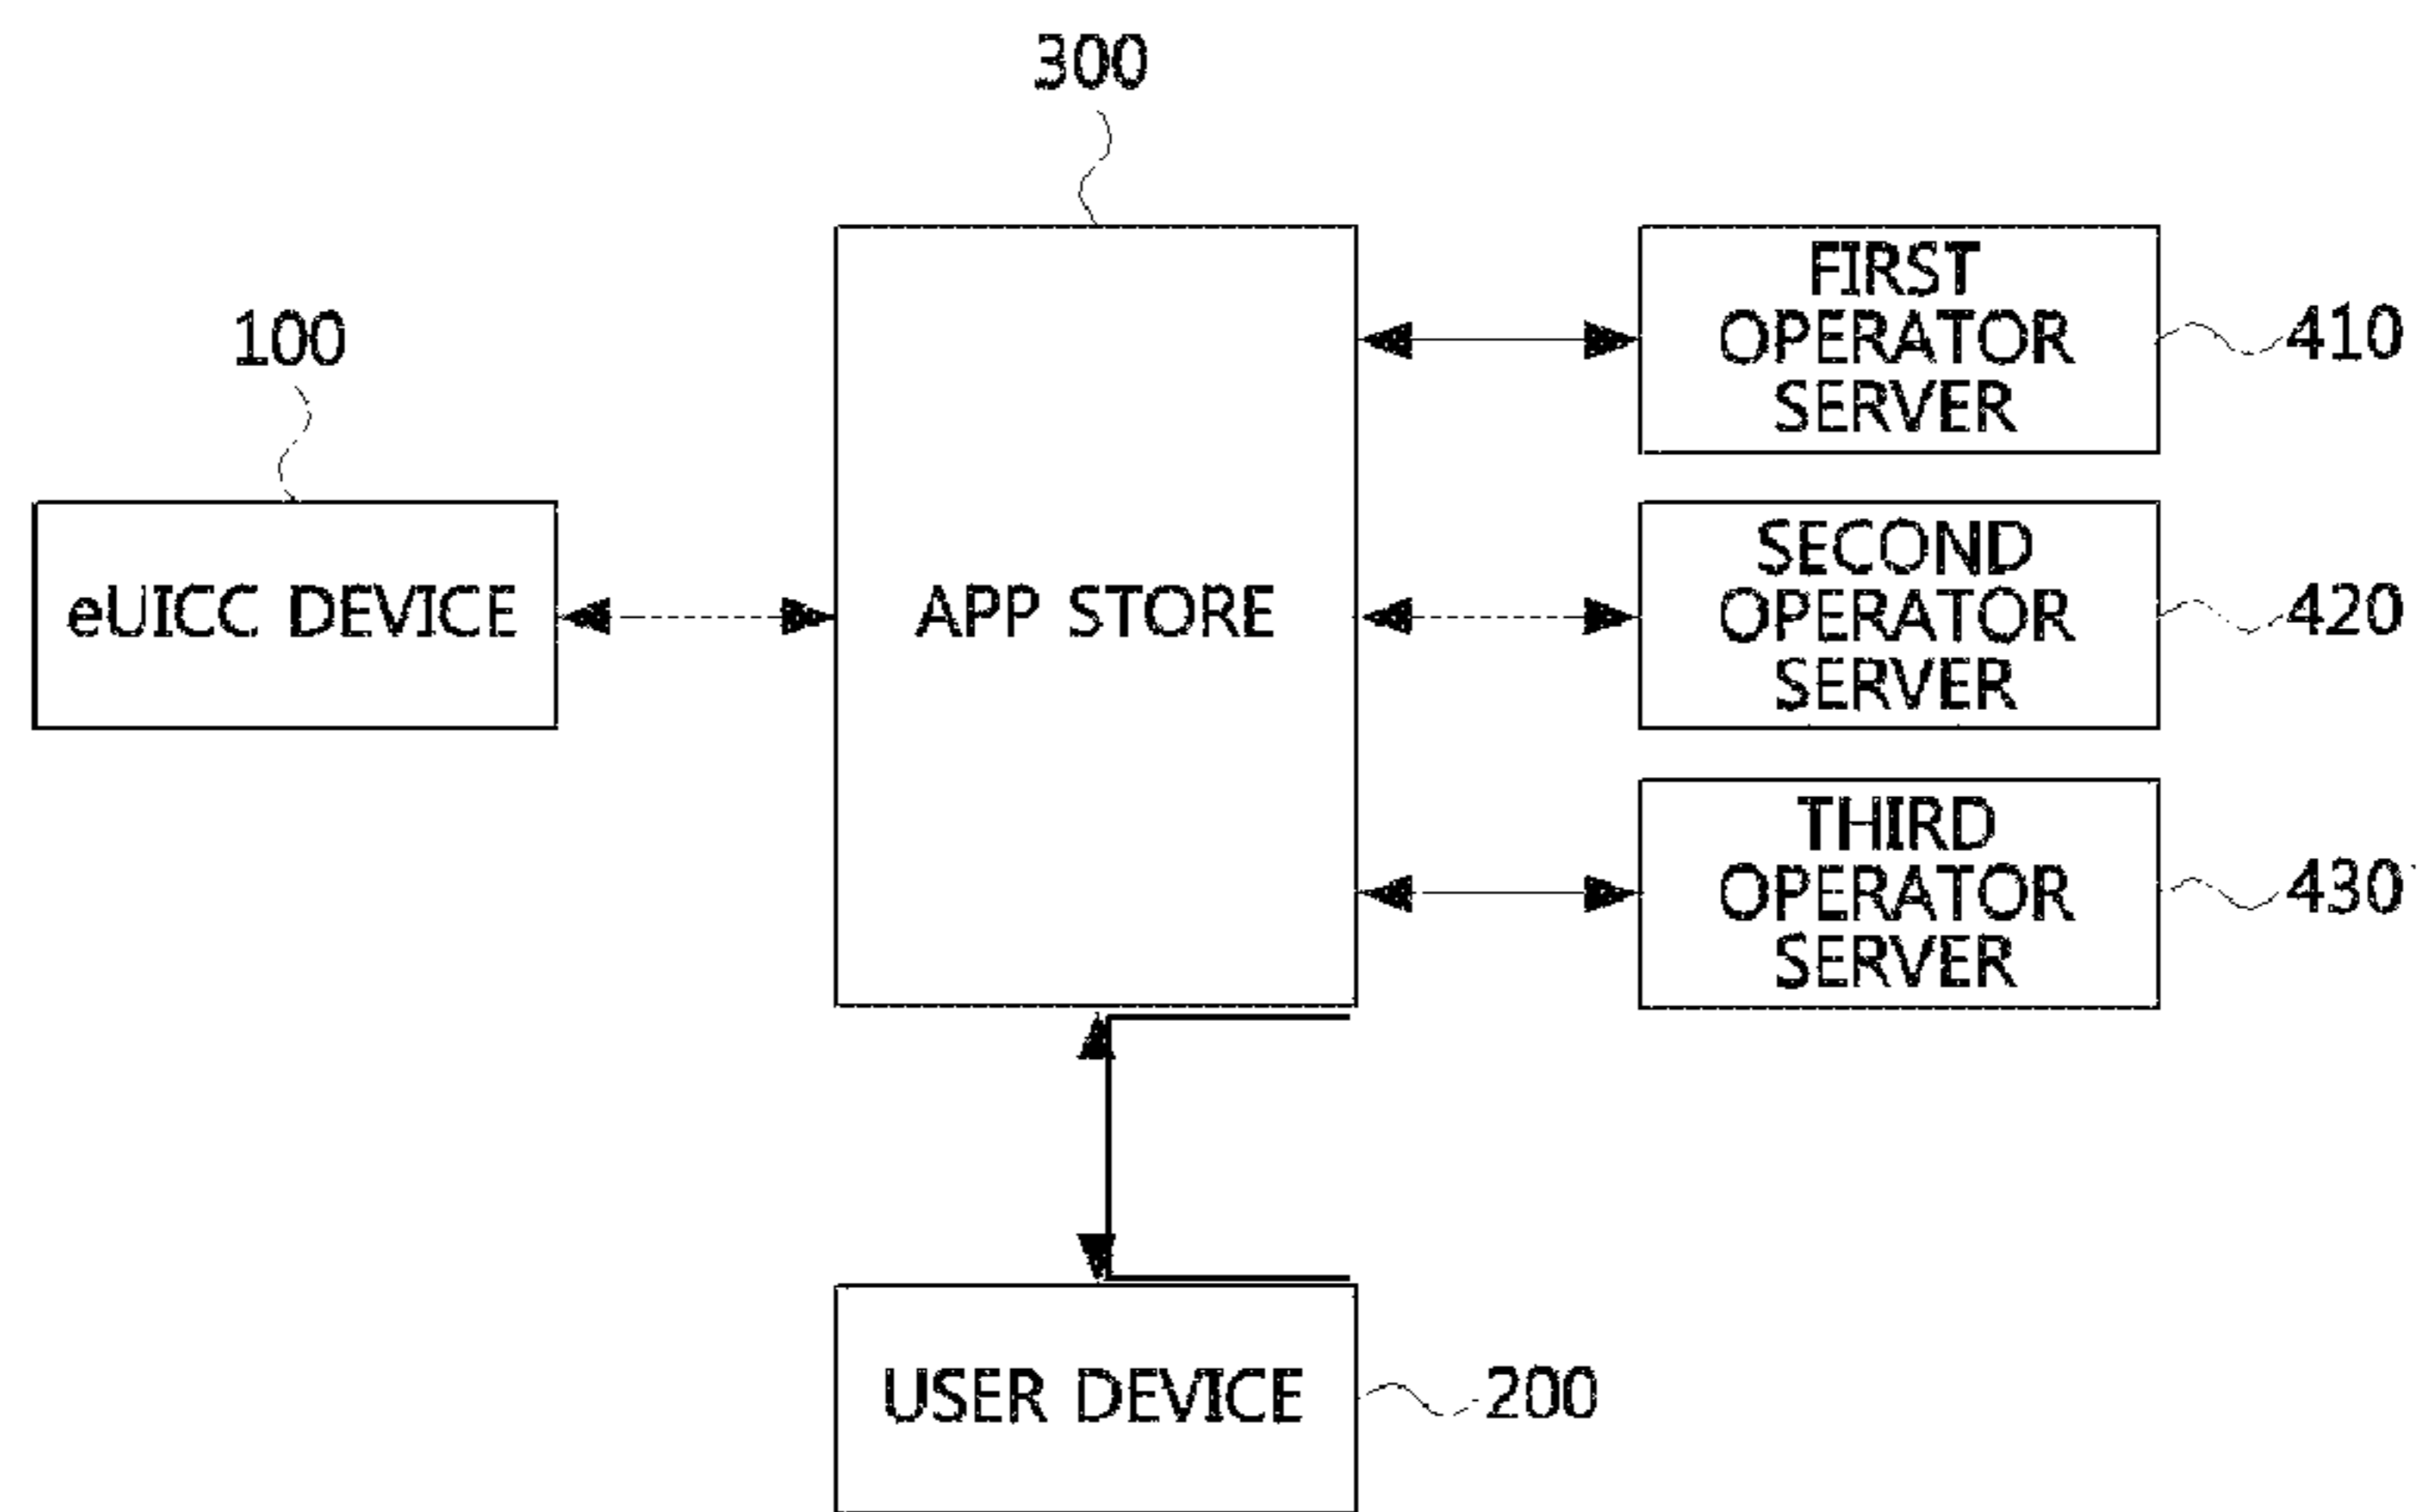 300
100
eUICC DEVICE
APP STORE
FIRST
OPERATOR
SERVER
410
SECOND
OPERATOR
SERVER
420
THIRD
OPERATOR
SERVER
430
USER DEVICE
200